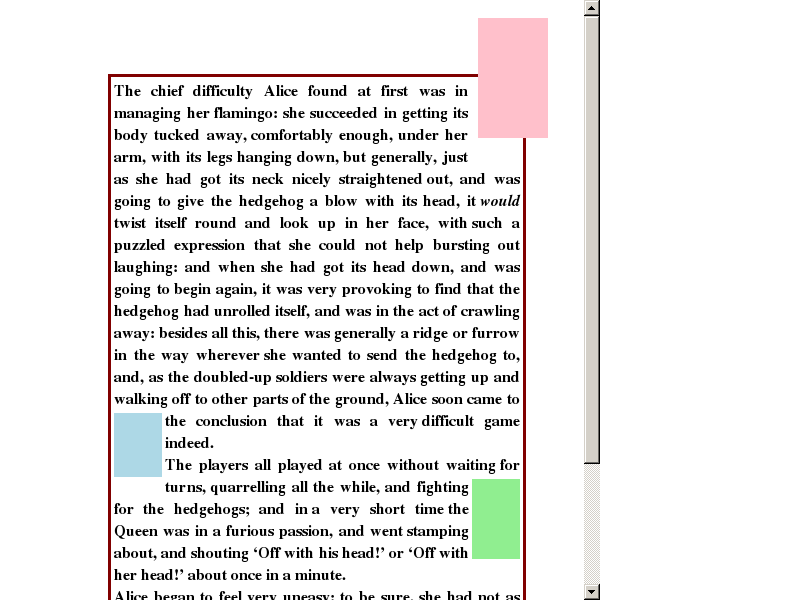 The chief difficulty Alice found at first was in
managing her flamingo: she succeeded in getting its
body tucked away, comfortably enough, under her
arm, with its legs hanging down, but generally, just
as she had got its neck nicely straightened out, and was
going to give the hedgehog a blow with its head, it would
twist itself round and look up in her face, with such a
puzzled expression that she could not help bursting out
laughing: and when she had got its head down, and was
going to begin again, it was very provoking to find that the
hedgehog had unrolled itself, and was in the act of crawling
away: besides all this, there was generally a ridge or furrow
in the way wherever she wanted to send the hedgehog to,
and, as the doubled-up soldiers were always getting up and
walking off to other parts of the ground, Alice soon came to
the conclusion that it was a very difficult game
indeed.
The players all played at once without waiting for
turns, quarrelling all the while, and fighting
for the hedgehogs; and in a very short time the
Queen was in a furious passion, and went stamping
about, and shouting ‘Off with his head!’ or ‘Off with
her head!’ about once in a minute.
Alice began to feel very uneasy: to be sure, she had not as